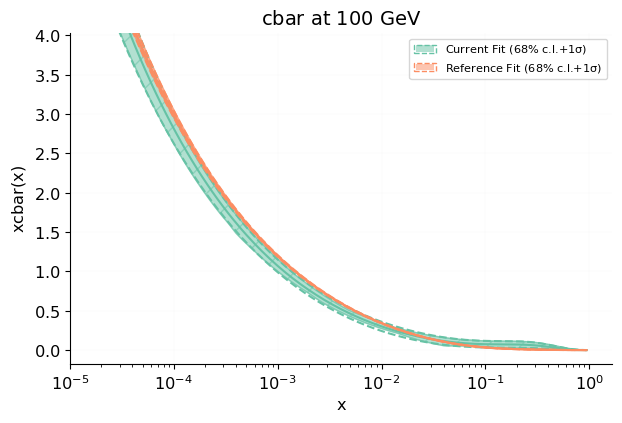 cbar at 100 GeV
Current Fit (68% c.l.+1σ)
Reference Fit (68% c.l.+1σ)
xcbar(x)
4.0
3.5
3.0
2.5
2.0
1.5
1.0
0.5
0.0
10⁻⁵ 10⁻⁴ 10⁻³ 10⁻² 10⁻¹ 10⁰
x